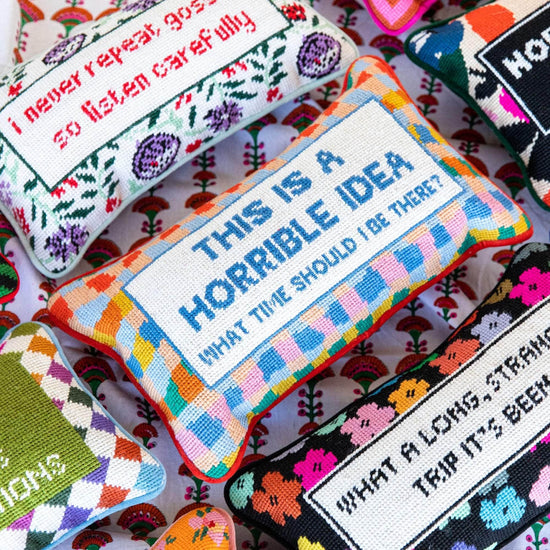 i never repeat goss
so listen carefully
THIS IS A
HORRIBLE IDEA
WHAT TIME SHOULD I BE THERE?
HO
WHAT A LONG, STRANG
TRIP IT'S BEEN
IONS